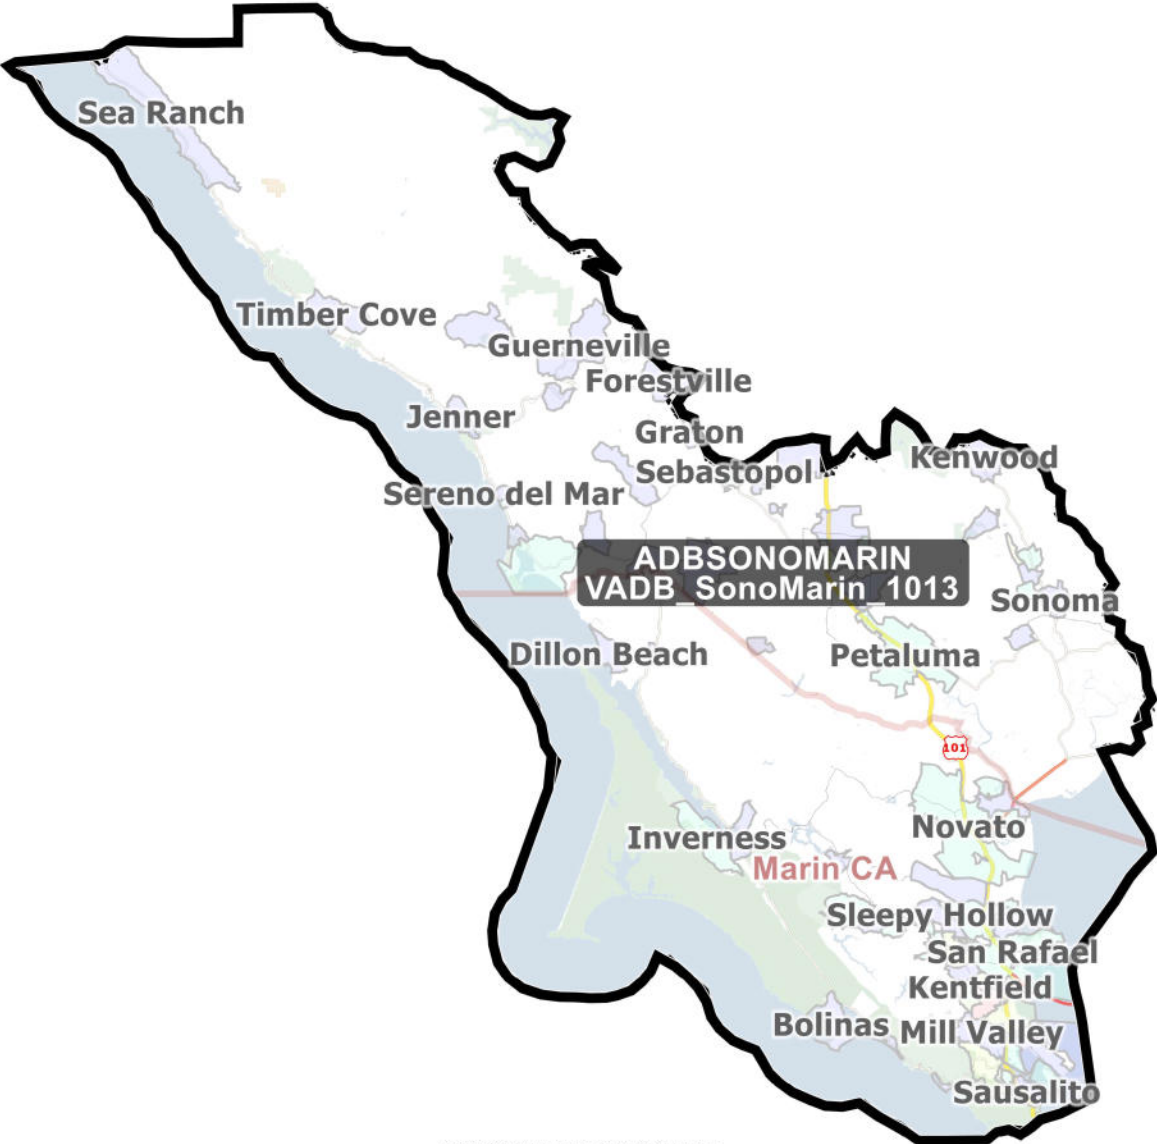 Sea Ranch
Timber Cove
Guerneville
Forestville
Jenner
Graton
Kenwood
Sebastopol
Sereno del Mar
ADBSONOMARIN
VADB_SonoMarin_1013
Sonoma
Dillon Beach
Petaluma
101
Novato
Inverness
Marin CA
Sleepy Hollow
San Rafael
Kentfield
Bolinas
Mill Valley
Sausalito